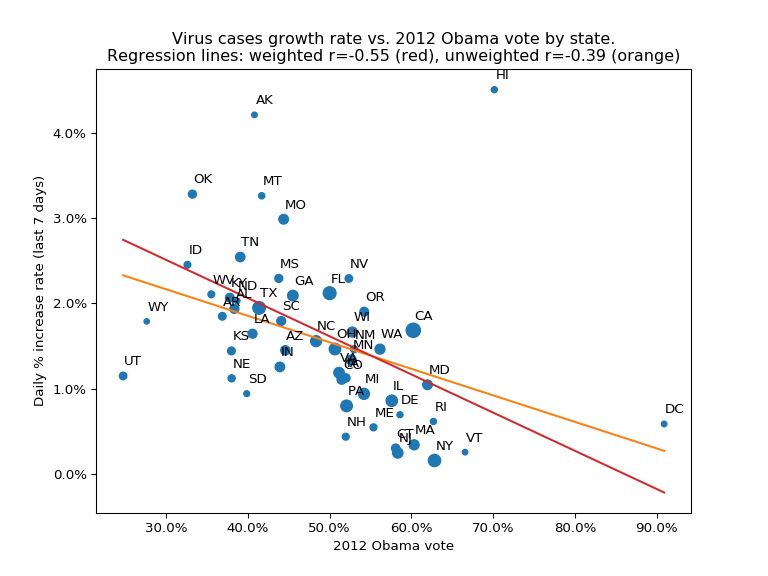 Virus cases growth rate vs. 2012 Obama vote by state.
Regression lines: weighted r=-0.55 (red), unweighted r=-0.39 (orange)
HI
AK
4.0%
OK
MT
MO
3.0%
TN
ID
MS
NV
GA
FL
WV
KY
ND
AL
TX
OR
2.0%
WY
AR
SC
LA
WI
CA
NC
OH
NM
WA
KS
AZ
MN
IN
VA
CO
UT
NE
SD
MI
MD
1.0%
PA
IL
DE
ME
RI
DC
NH
CT
NJ
MA
NY
VT
0.0%
Daily % increase rate (last 7 days)
30.0% 40.0% 50.0% 60.0% 70.0% 80.0% 90.0%
2012 Obama vote